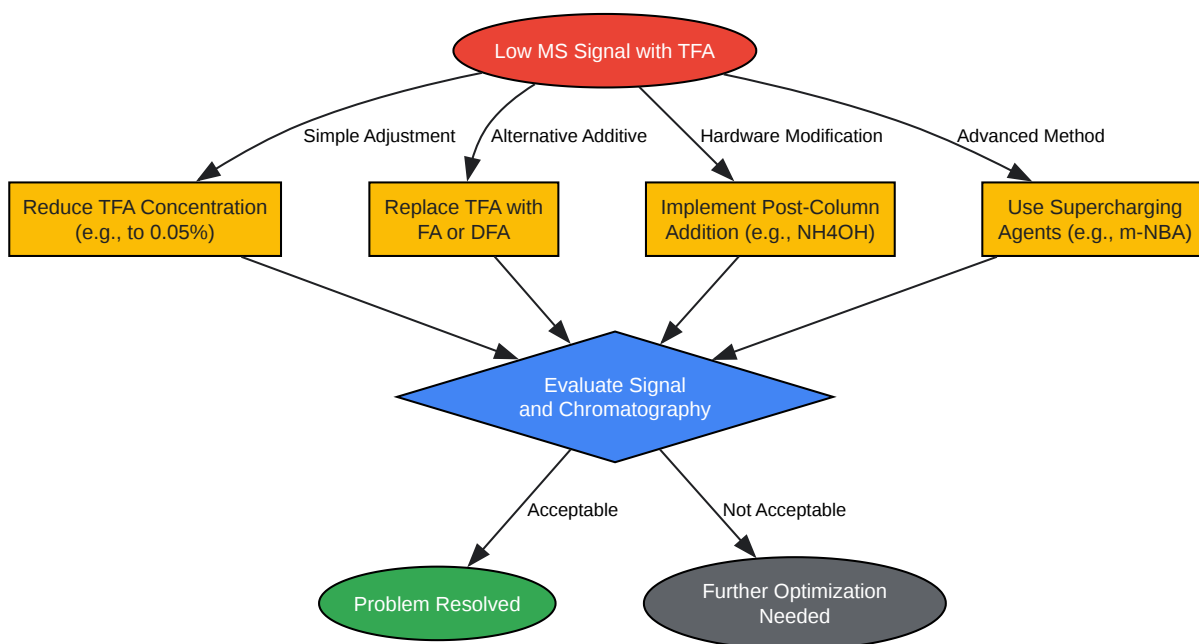 Low MS Signal with TFA
Simple Adjustment
Alternative Additive
Hardware Modification
Advanced Method
Reduce TFA Concentration
(e.g., to 0.05%)
Replace TFA with
FA or DFA
Implement Post-Column
Addition (e.g., NH4OH)
Use Supercharging
Agents (e.g., m-NBA)
Evaluate Signal
and Chromatography
Acceptable
Not Acceptable
Problem Resolved
Further Optimization
Needed